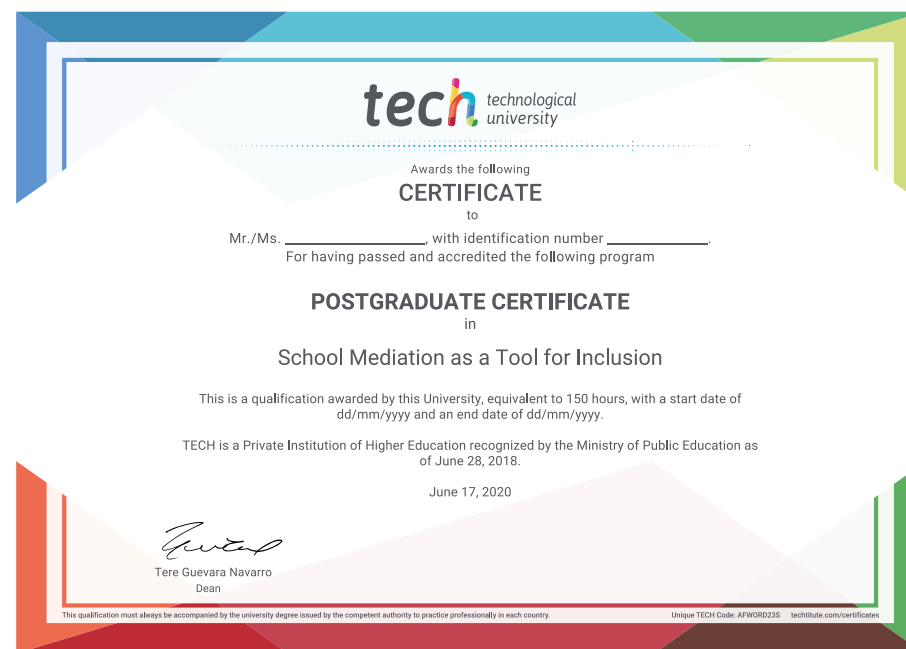 tech technological
university
Awards the following
CERTIFICATE
to
Mr./Ms. ____________________, with identification number ______________.
For having passed and accredited the following program
POSTGRADUATE CERTIFICATE
in
School Mediation as a Tool for Inclusion
This is a qualification awarded by this University, equivalent to 150 hours, with a start date of
dd/mm/yyyy and an end date of dd/mm/yyyy.
TECH is a Private Institution of Higher Education recognized by the Ministry of Public Education as
of June 28, 2018.
June 17, 2020
Tere Guevara Navarro
Dean
This qualification must always be accompanied by the university degree issued by the competent authority to practice professionally in each country. Unique TECH Code: AFWORD23S techtitute.com/certificates